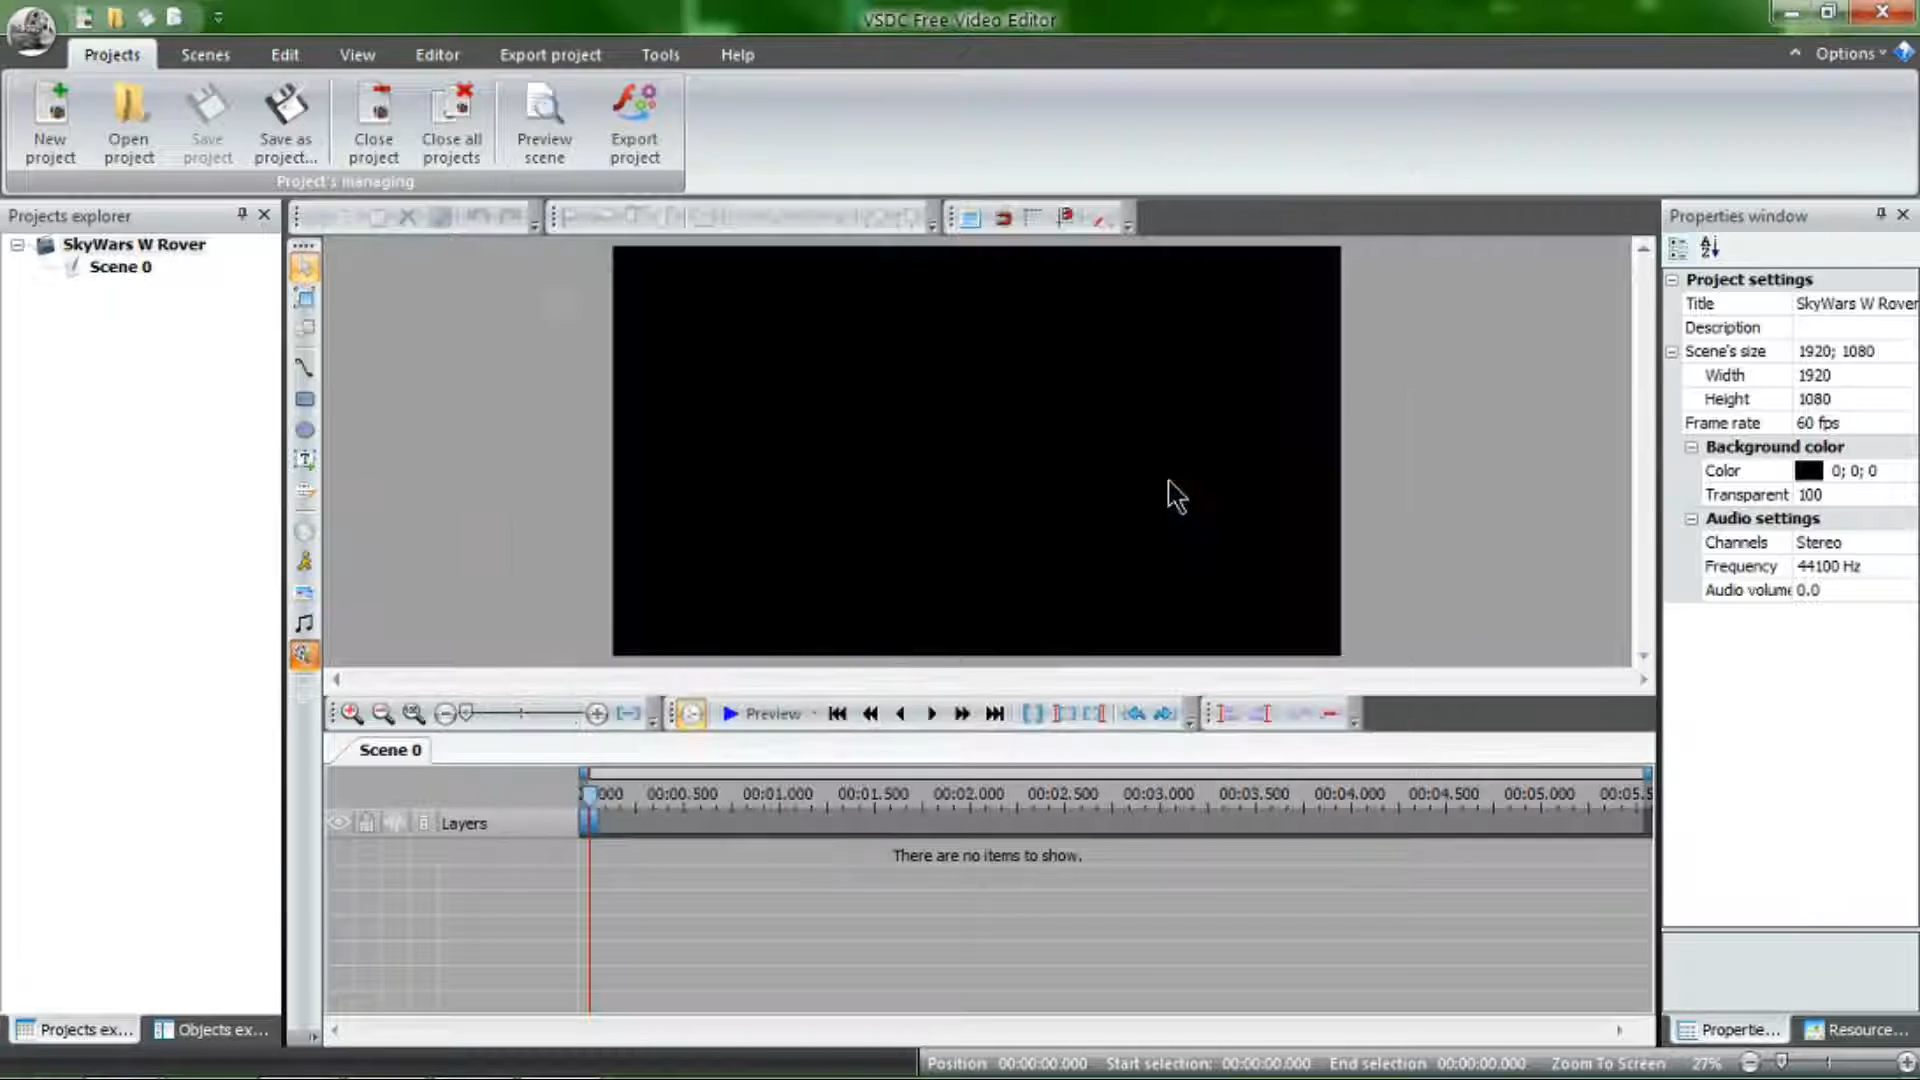 VSDC Free Video Editor
Projects
Scenes
Edit
View
Editor
Export project
Tools
Help
Options
New
project
Open
project
Save
project
Save as
project...
Close
project
Close all
projects
Preview
scene
Export
project
Project's managing
Projects explorer
SkyWars W Rover
Scene 0
Properties window
Project settings
Title SkyWars W Rover
Description
Scene's size 1920; 1080
Width 1920
Height 1080
Frame rate 60 fps
Background color
Color 0; 0; 0
Transparent 100
Audio settings
Channels Stereo
Frequency 44100 Hz
Audio volume 0.0
Preview
Scene 0
000 00:00.500 00:01.000 00:01.500 00:02.000 00:02.500 00:03.000 00:03.500 00:04.000 00:04.500 00:05.000 00:05.5
Layers
There are no items to show.
Projects ex...
Objects ex...
Propertie...
Resource...
Position 00:00:00.000 Start selection: 00:00:00.000 End selection 00:00:00.000 Zoom To Screen 27%